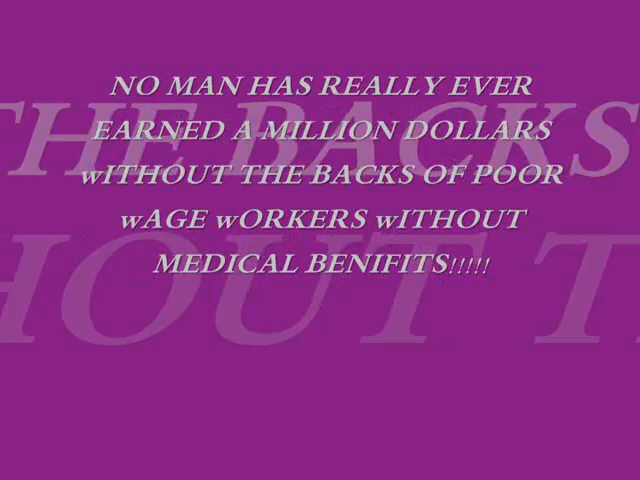 NO MAN HAS REALLY EVER
EARNED A MILLION DOLLARS
wITHOUT THE BACKS OF POOR
wAGE wORKERS wITHOUT
MEDICAL BENIFITS!!!!!
THE BACKS
HOUT T